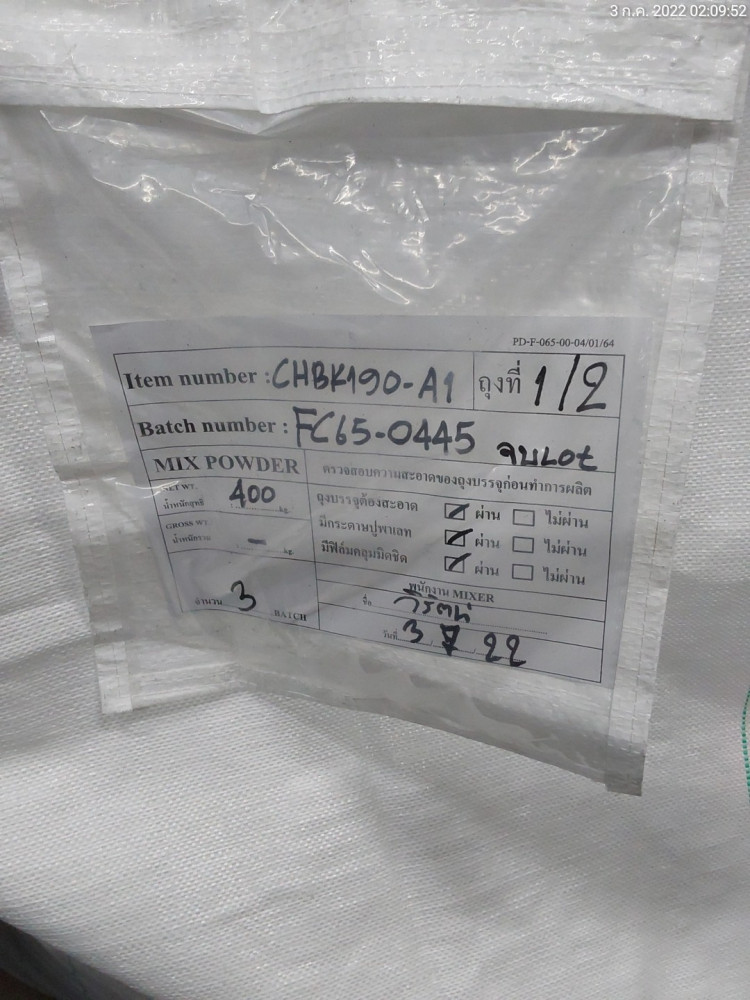 3 ก.ค. 2022 02:09:52
PD-F-065-00-04/01/64
Item number : CHBK190-A1 ถุงที่ 1/2
Batch number : FC65-0445 จบLot
MIX POWDER ตรวจสอบความสะอาดของถุงบรรจุก่อนทำการผลิต
NET WT.
น้ำหนักสุทธิ 400 kg.
ถุงบรรจุต้องสะอาด ☑ ผ่าน ☐ ไม่ผ่าน
GROSS WT.
น้ำหนักรวม - kg.
มีกระดาษปูพาเลท ☑ ผ่าน ☐ ไม่ผ่าน
มีฟิล์มคลุมมิดชิด ☑ ผ่าน ☐ ไม่ผ่าน
จำนวน 3 BATCH
พนักงาน MIXER
ชื่อ วิรัตน์
วันที่ 3 / 7 / 22